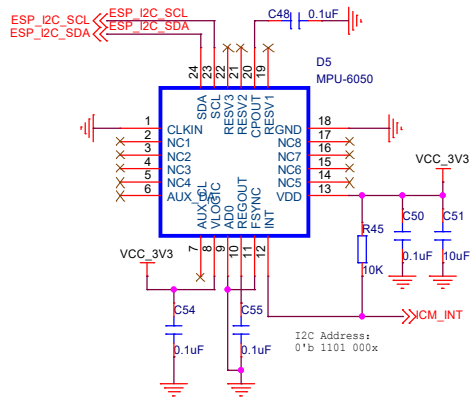 ESP_I2C_SCL ESP_I2C_SCL
ESP_I2C_SDA ESP_I2C_SDA
C48 0.1uF
D5
MPU-6050
24 23 22 21 20 19
SDA SCL RESV3 RESV2 CPOUT RESV1
1 CLKIN GND 18
2 NC1 NC8 17
3 NC2 NC7 16
4 NC3 NC6 15
5 NC4 NC5 14
6 AUX_DA VDD 13
AUX_CL VLOGIC AD0 REGOUT FSYNC INT
7 8 9 10 11 12
VCC_3V3
VCC_3V3
R45
10K
C50
0.1uF
C51
10uF
ICM_INT
C54
0.1uF
C55
0.1uF
I2C Address:
0'b 1101 000x